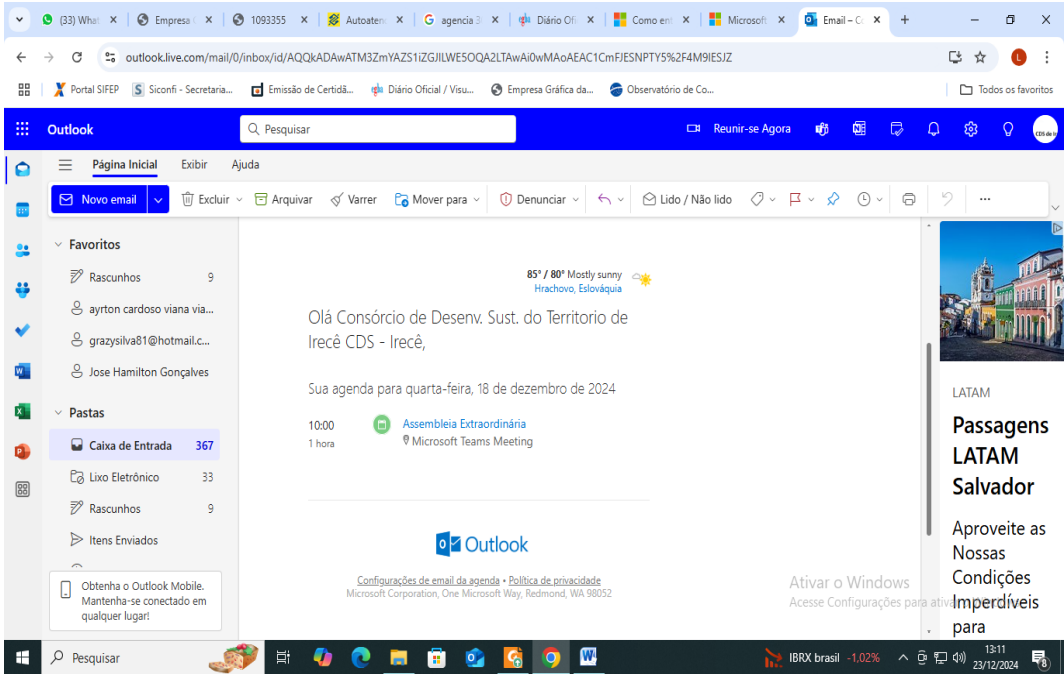 (33) What
Empresa G
1093355
Autoaten
agencia 3
Diário Ofi
Como ent
Microsoft
Email – Co
outlook.live.com/mail/0/inbox/id/AQQkADAwATM3ZmYAZS1iZGJlLWE5OQA2LTAwAi0wMAoAEAC1CmFJESNPTY5%2F4M9IESJZ
L
Portal SIFEP
Siconfi - Secretaria...
Emissão de Certidã...
Diário Oficial / Visu...
Empresa Gráfica da...
Observatório de Co...
Todos os favoritos
Outlook
Pesquisar
Reunir-se Agora
CDS de Ir
Página Inicial
Exibir
Ajuda
Novo email
Excluir
Arquivar
Varrer
Mover para
Denunciar
Lido / Não lido
Favoritos
Rascunhos 9
ayrton cardoso viana via...
grazysilva81@hotmail.c...
Jose Hamilton Gonçalves
Pastas
Caixa de Entrada 367
Lixo Eletrônico 33
Rascunhos 9
Itens Enviados
Obtenha o Outlook Mobile.
Mantenha-se conectado em
qualquer lugar!
85° / 80° Mostly sunny
Hrachovo, Eslováquia
Olá Consórcio de Desenv. Sust. do Territorio de
Irecê CDS - Irecê,
Sua agenda para quarta-feira, 18 de dezembro de 2024
10:00
1 hora
Assembleia Extraordinária
Microsoft Teams Meeting
Outlook
Configurações de email da agenda • Política de privacidade
Microsoft Corporation, One Microsoft Way, Redmond, WA 98052
LATAM
Passagens
LATAM
Salvador
Aproveite as
Nossas
Condições
Imperdíveis
para
Ativar o Windows
Acesse Configurações para ativar o Windows.
Pesquisar
IBRX brasil -1,02%
13:11
23/12/2024
8